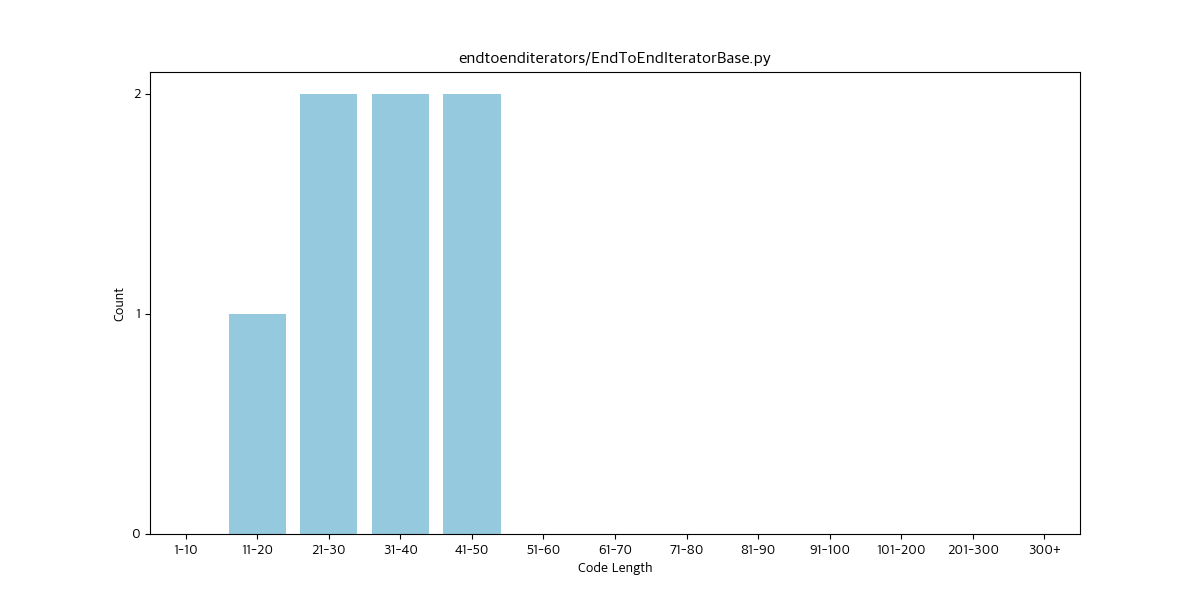 endtoenditerators/EndToEndIteratorBase.py
Count
2
1
0
1-10 11-20 21-30 31-40 41-50 51-60 61-70 71-80 81-90 91-100 101-200 201-300 300+
Code Length